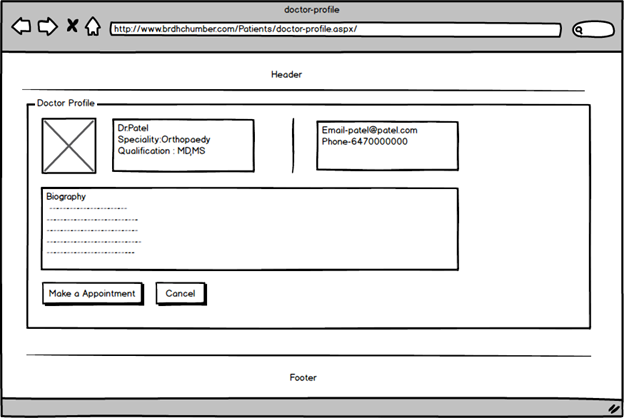 doctor-profile
http://www.brdhchumber.com/Patients/doctor-profile.aspx/
Header
Doctor Profile
Dr.Patel
Speciality:Orthopaedy
Qualification : MD,MS
Email-patel@patel.com
Phone-6470000000
Biography
Make a Appointment
Cancel
Footer